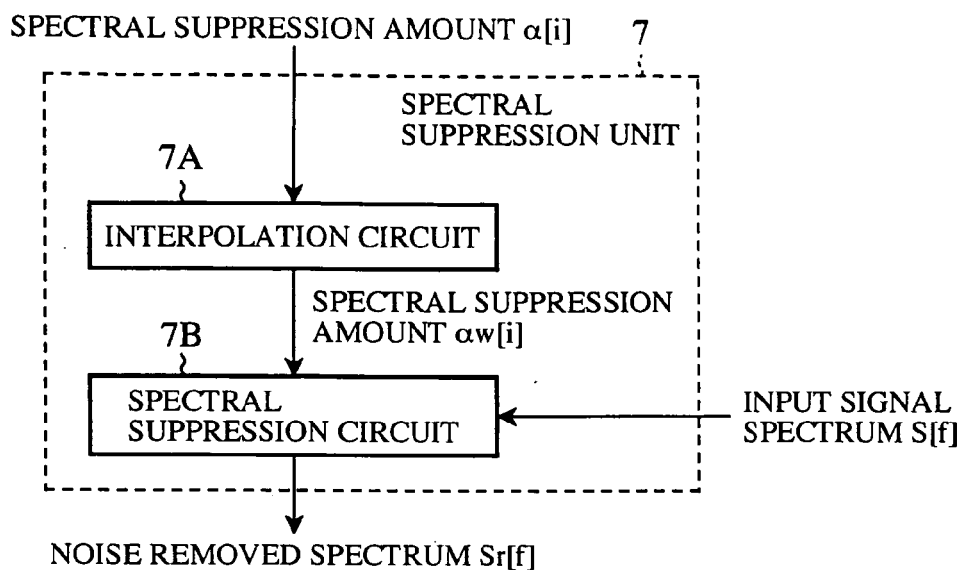 SPECTRAL SUPPRESSION AMOUNT α[i]
7
SPECTRAL
SUPPRESSION UNIT
7A
INTERPOLATION CIRCUIT
SPECTRAL SUPPRESSION
AMOUNT αw[i]
7B
SPECTRAL
SUPPRESSION CIRCUIT
INPUT SIGNAL
SPECTRUM S[f]
NOISE REMOVED SPECTRUM Sr[f]